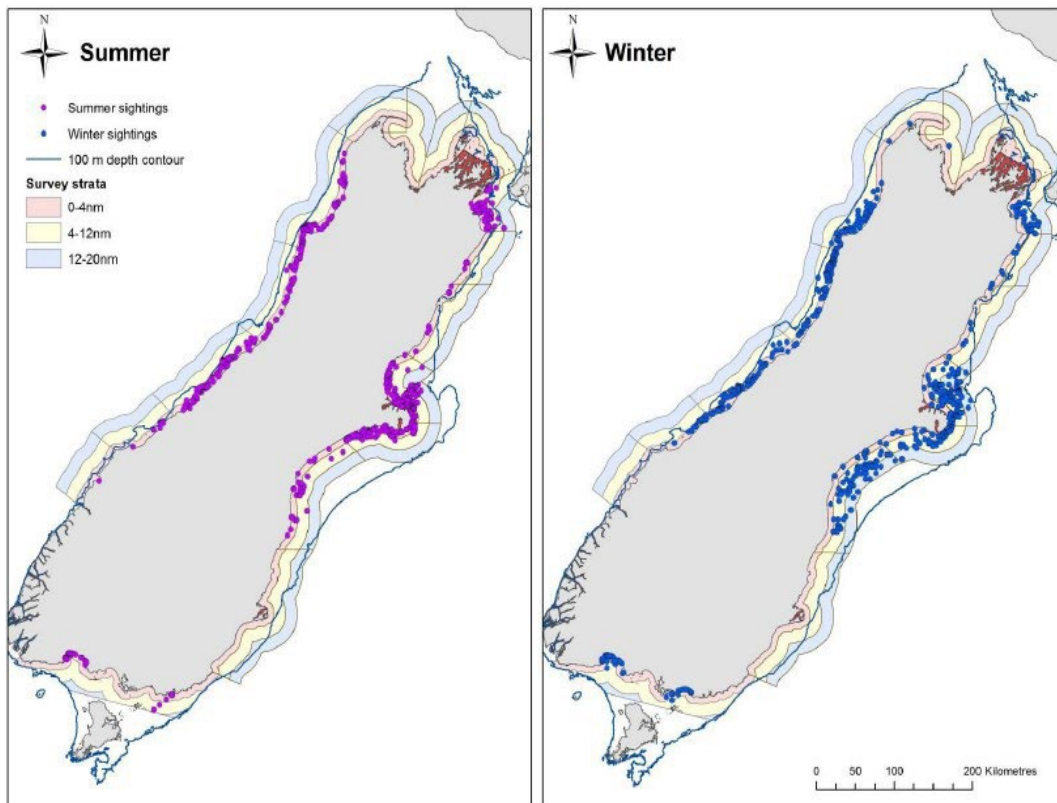 N
Summer
Summer sightings
Winter sightings
100 m depth contour
Survey strata
0-4nm
4-12nm
12-20nm
N
Winter
0 50 100 200 Kilometres